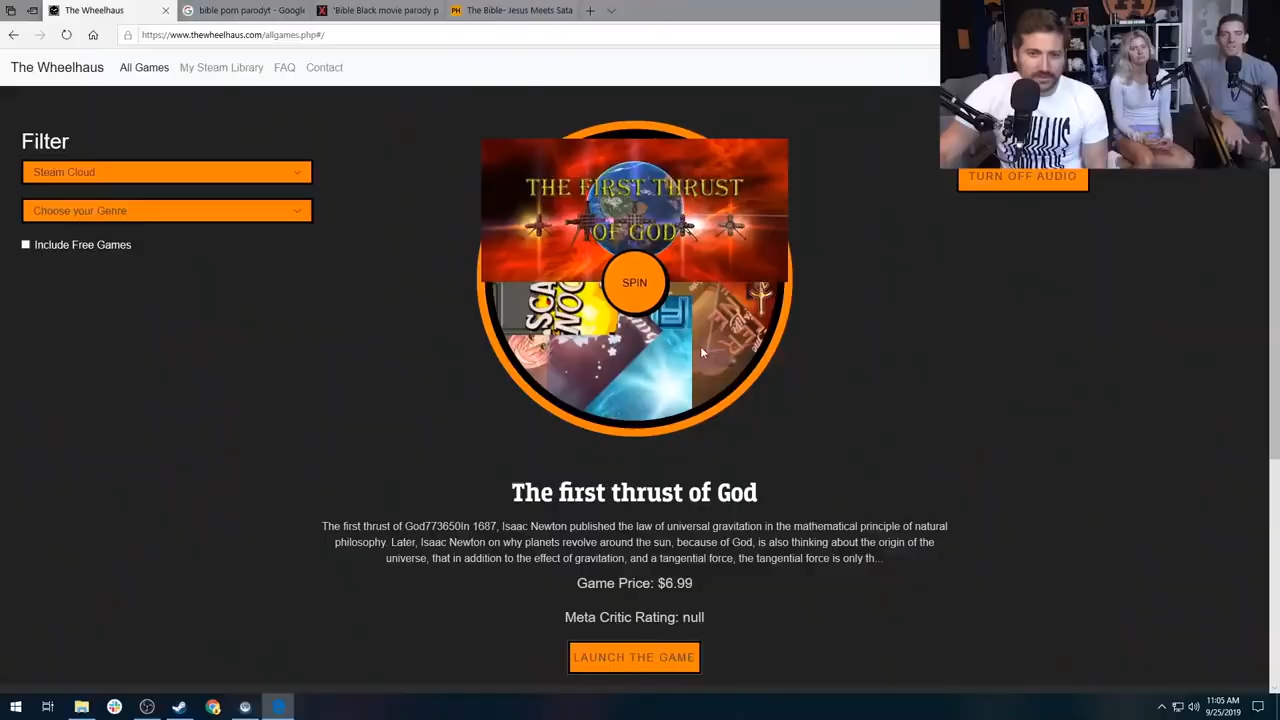 The Wheelhaus
bible porn parodyt - Google
'Bible Black movie parody p
The Bible- Jesus Meets Sata
https://www.thewheelhaus.com/allgames.php#/
The Wheelhaus All Games My Steam Library FAQ Contact
Filter
Steam Cloud
Choose your Genre
Include Free Games
THE FIRST THRUST
OF GOD
SPIN
TURN OFF AUDIO
The first thrust of God
The first thrust of God773650In 1687, Isaac Newton published the law of universal gravitation in the mathematical principle of natural
philosophy. Later, Isaac Newton on why planets revolve around the sun, because of God, is also thinking about the origin of the
universe, that in addition to the effect of gravitation, and a tangential force, the tangential force is only th...
Game Price: $6.99
Meta Critic Rating: null
LAUNCH THE GAME
11:05 AM
9/25/2019